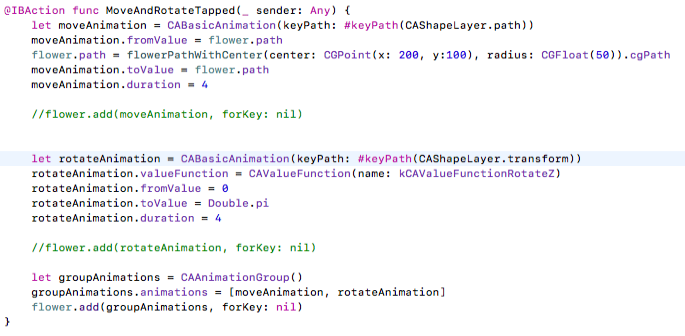 @IBAction func MoveAndRotateTapped(_ sender: Any) {
    let moveAnimation = CABasicAnimation(keyPath: #keyPath(CAShapeLayer.path))
    moveAnimation.fromValue = flower.path
    flower.path = flowerPathWithCenter(center: CGPoint(x: 200, y:100), radius: CGFloat(50)).cgPath
    moveAnimation.toValue = flower.path
    moveAnimation.duration = 4
    //flower.add(moveAnimation, forKey: nil)
    let rotateAnimation = CABasicAnimation(keyPath: #keyPath(CAShapeLayer.transform))
    rotateAnimation.valueFunction = CAValueFunction(name: kCAValueFunctionRotateZ)
    rotateAnimation.fromValue = 0
    rotateAnimation.toValue = Double.pi
    rotateAnimation.duration = 4
    //flower.add(rotateAnimation, forKey: nil)
    let groupAnimations = CAAnimationGroup()
    groupAnimations.animations = [moveAnimation, rotateAnimation]
    flower.add(groupAnimations, forKey: nil)
}